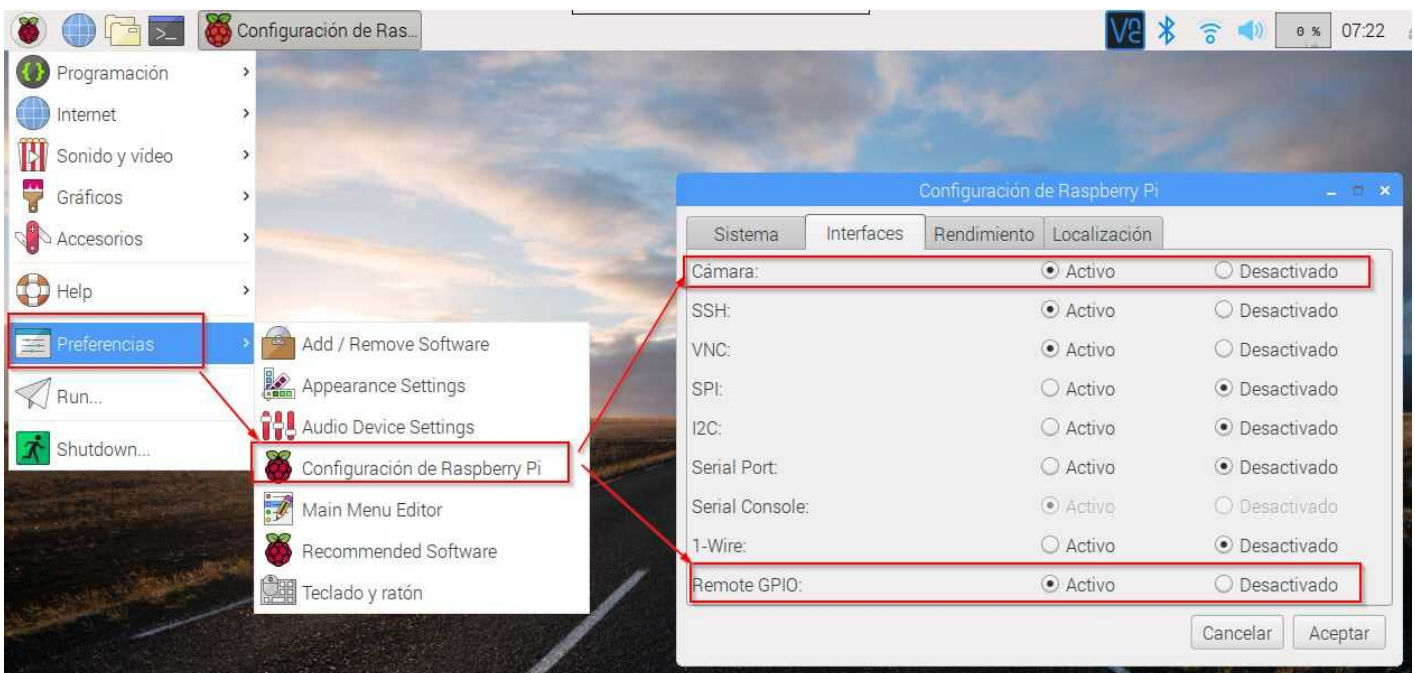 Configuración de Ras...
V2
0 %
07:22
Programación
Internet
Sonido y vídeo
Gráficos
Accesorios
Help
Preferencias
Run...
Shutdown...
Add / Remove Software
Appearance Settings
Audio Device Settings
Configuración de Raspberry Pi
Main Menu Editor
Recommended Software
Teclado y ratón
Configuración de Raspberry Pi
Sistema Interfaces Rendimiento Localización
Cámara: Activo Desactivado
SSH: Activo Desactivado
VNC: Activo Desactivado
SPI: Activo Desactivado
I2C: Activo Desactivado
Serial Port: Activo Desactivado
Serial Console: Activo Desactivado
1-Wire: Activo Desactivado
Remote GPIO: Activo Desactivado
Cancelar Aceptar